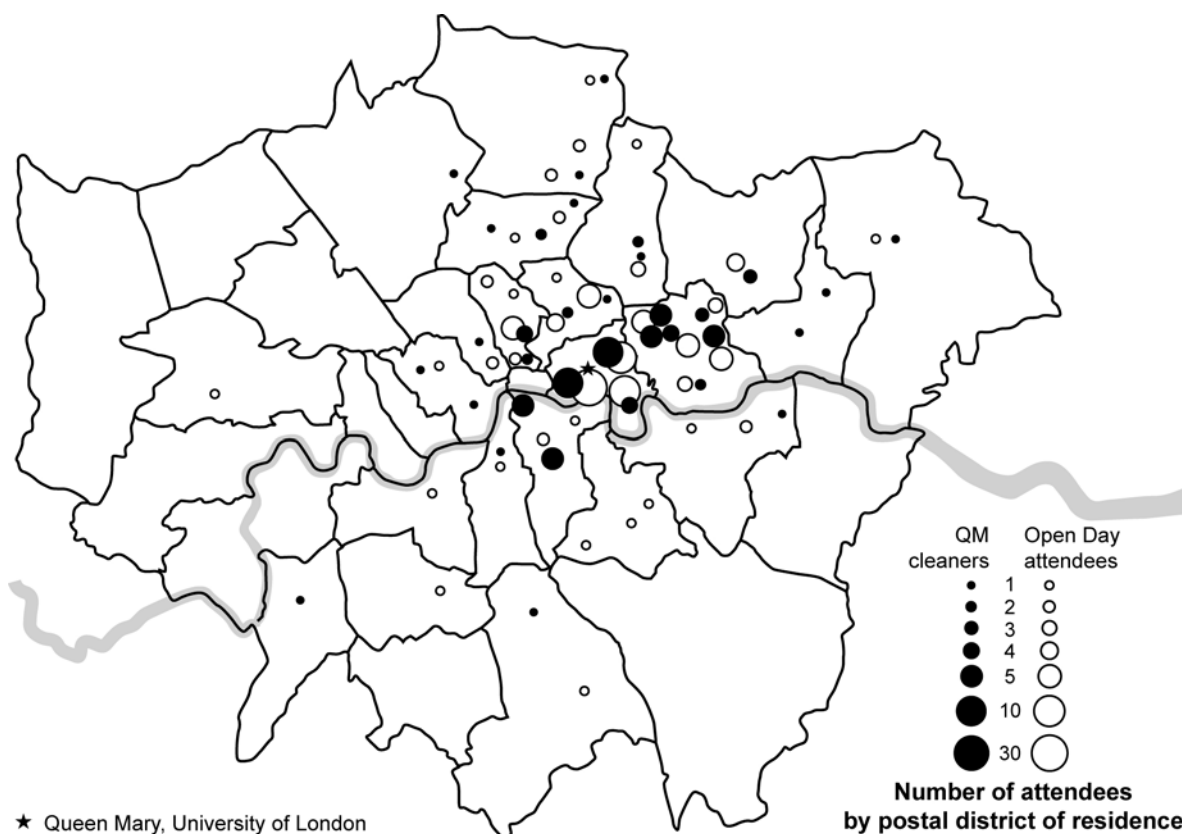 QM Open Day
cleaners attendees
1
2
3
4
5
10
30
Number of attendees
by postal district of residence
★ Queen Mary, University of London